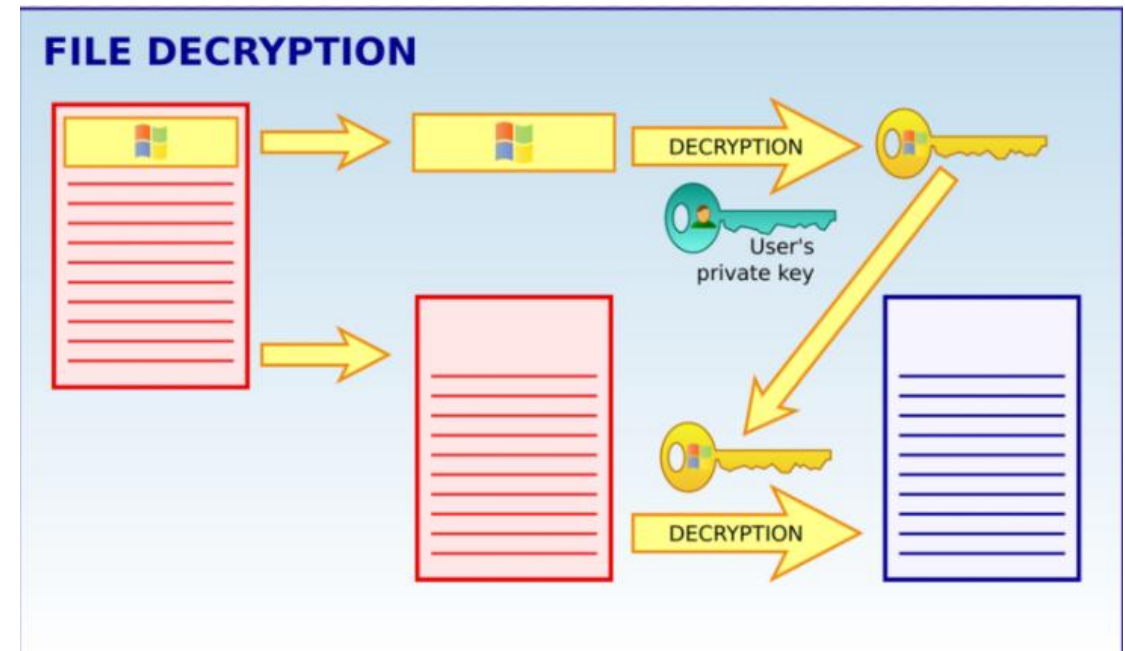 FILE DECRYPTION
DECRYPTION
User's
private key
DECRYPTION